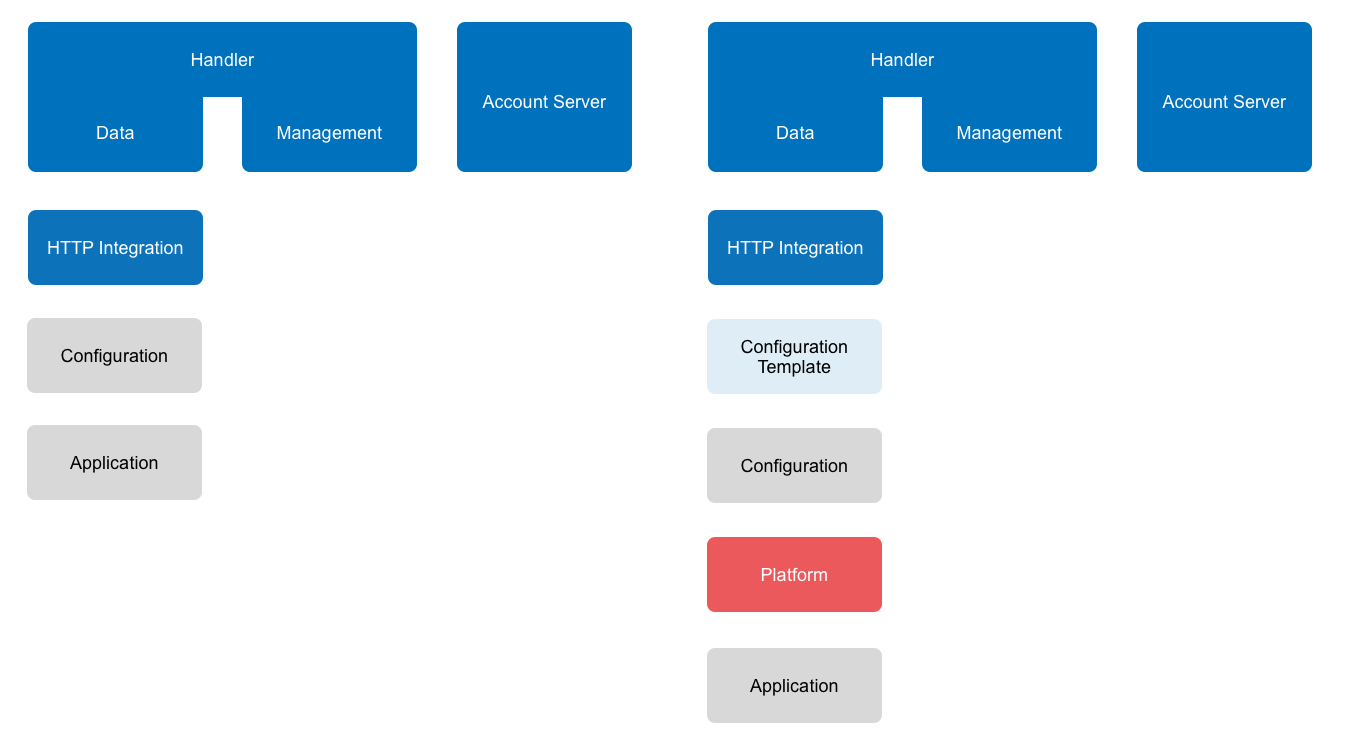 Handler
Account Server
Data
Management
HTTP Integration
Configuration
Application
Handler
Account Server
Data
Management
HTTP Integration
Configuration
Template
Configuration
Platform
Application